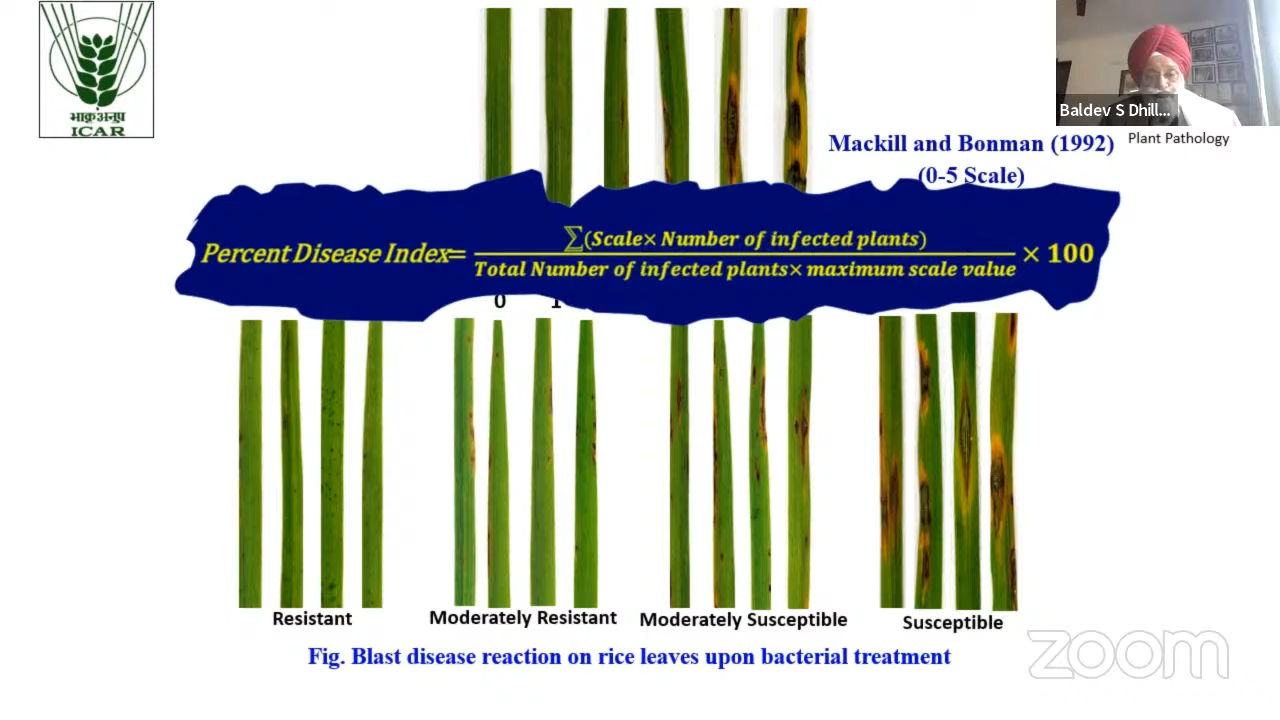 भाकृअनुप
ICAR
Baldev S Dhill...
Plant Pathology
Mackill and Bonman (1992)
(0-5 Scale)
Percent Disease Index= ∑(Scale× Number of infected plants) / Total Number of infected plants× maximum scale value × 100
0 1
Resistant
Moderately Resistant
Moderately Susceptible
Susceptible
Fig. Blast disease reaction on rice leaves upon bacterial treatment
zoom